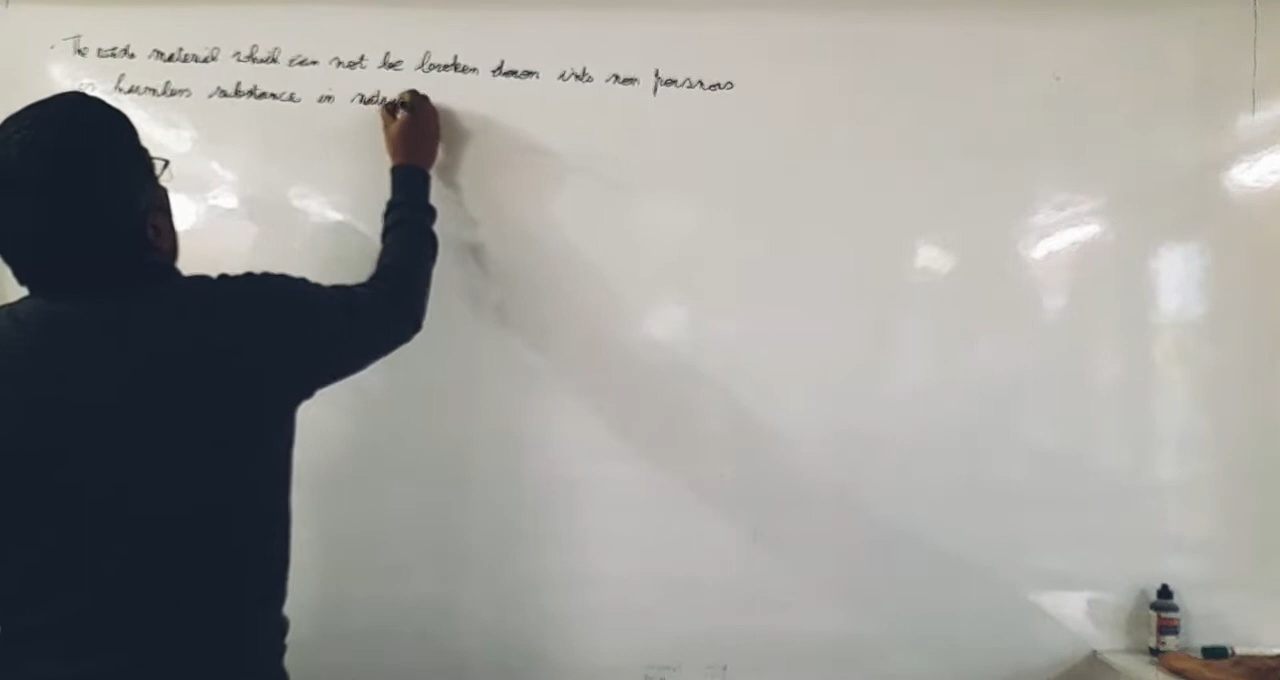 The waste material which can not be broken down into non poisnous
or harmless substance in nature